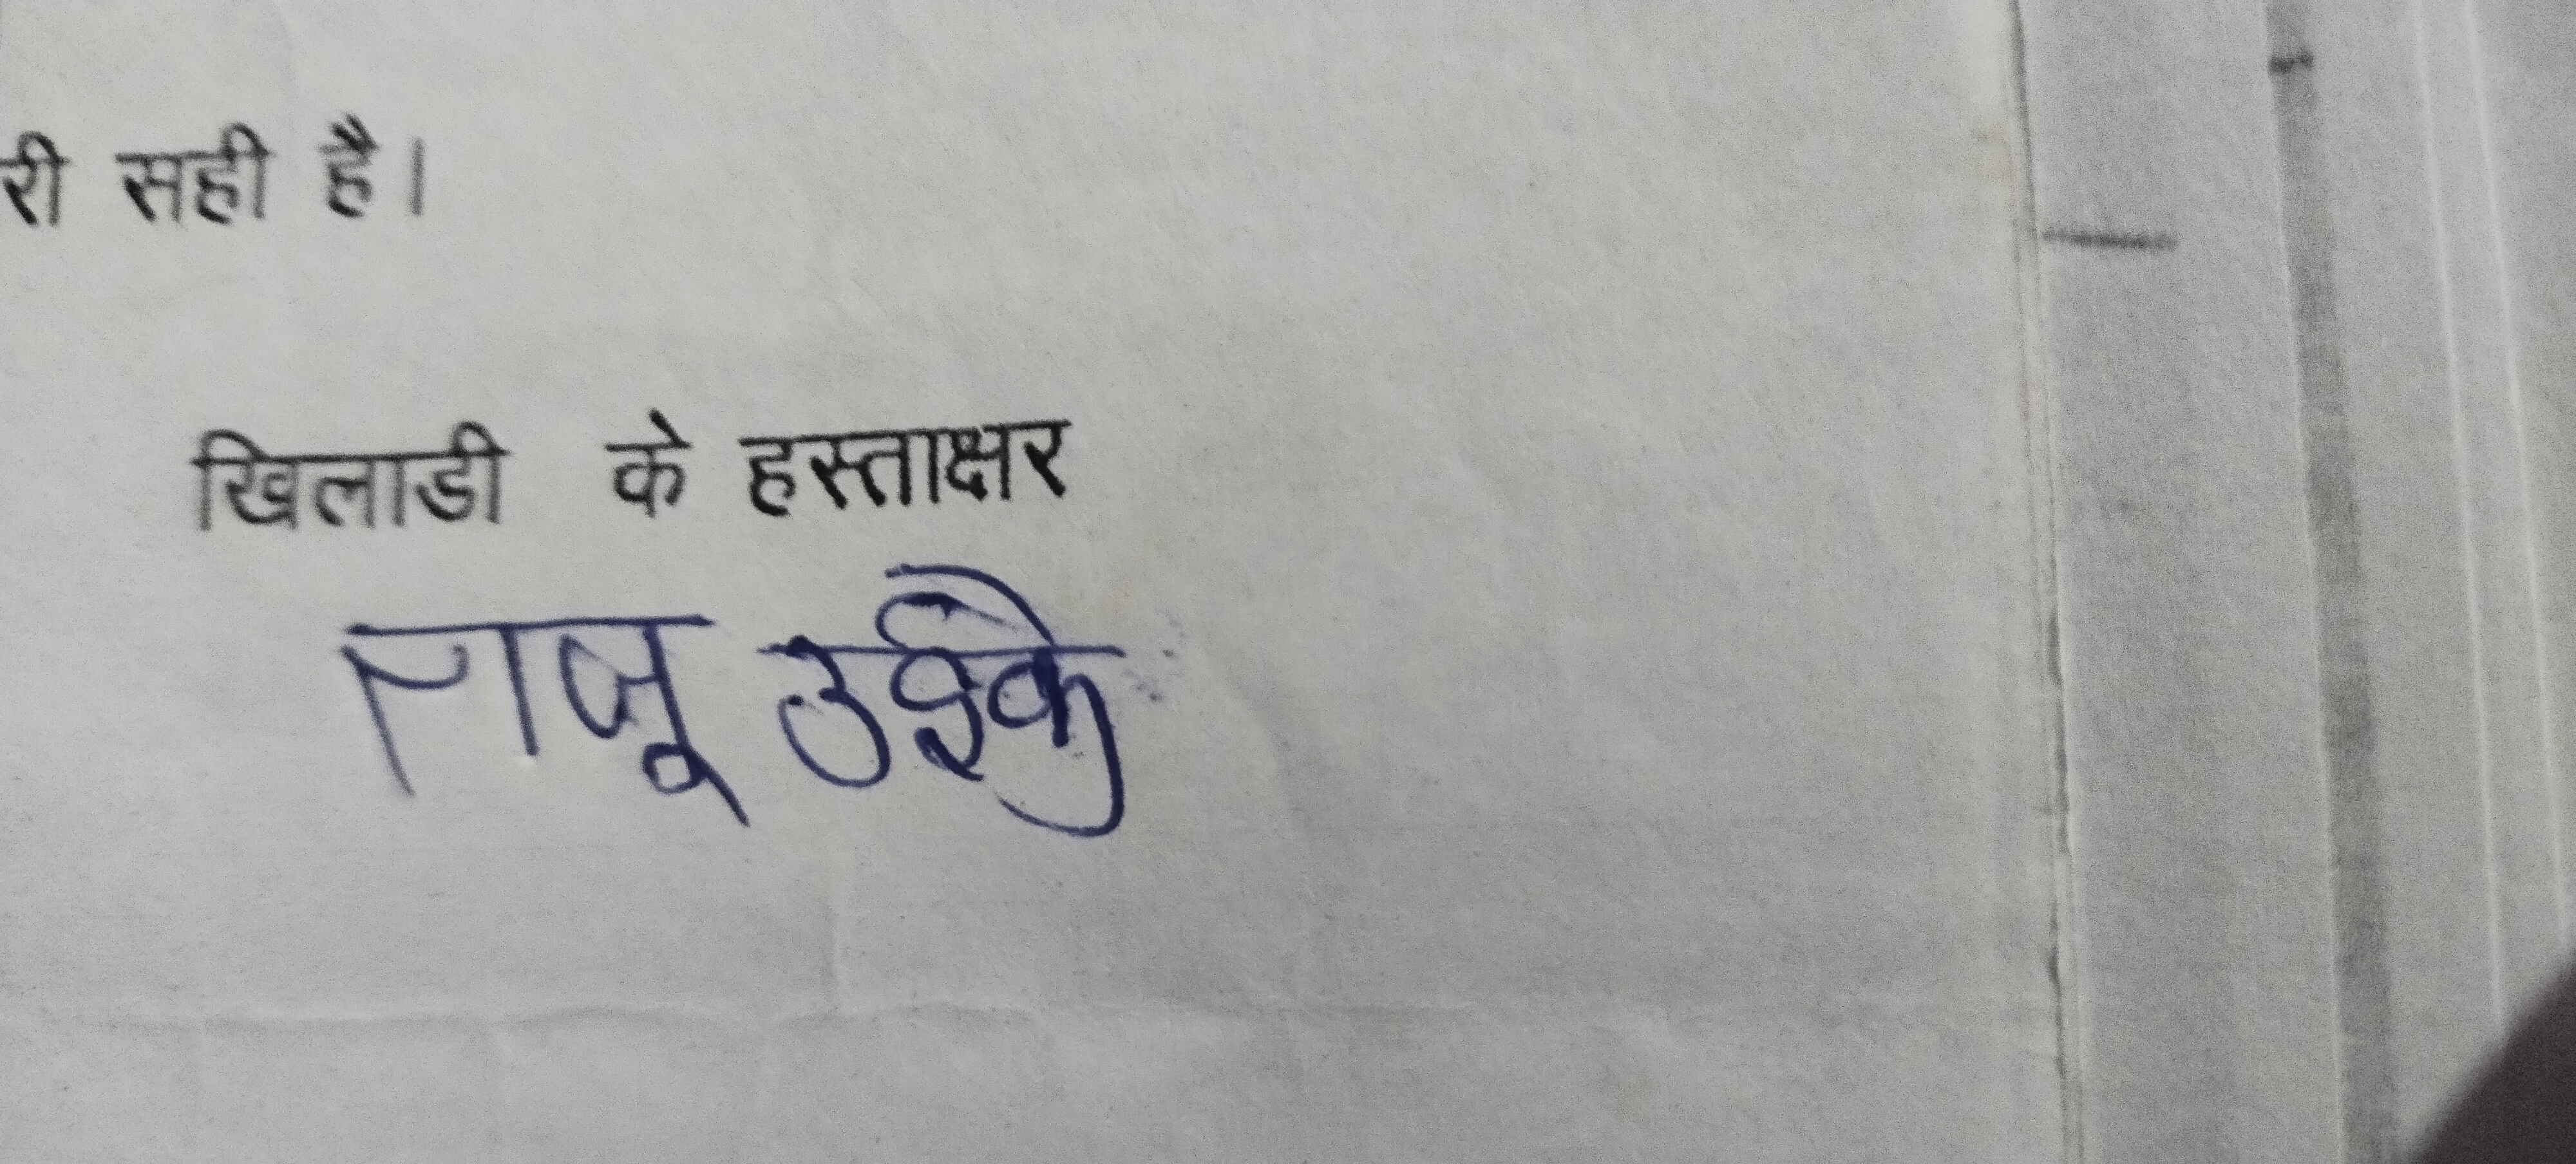 री सही है।
खिलाडी के हस्ताक्षर
राजू उईके